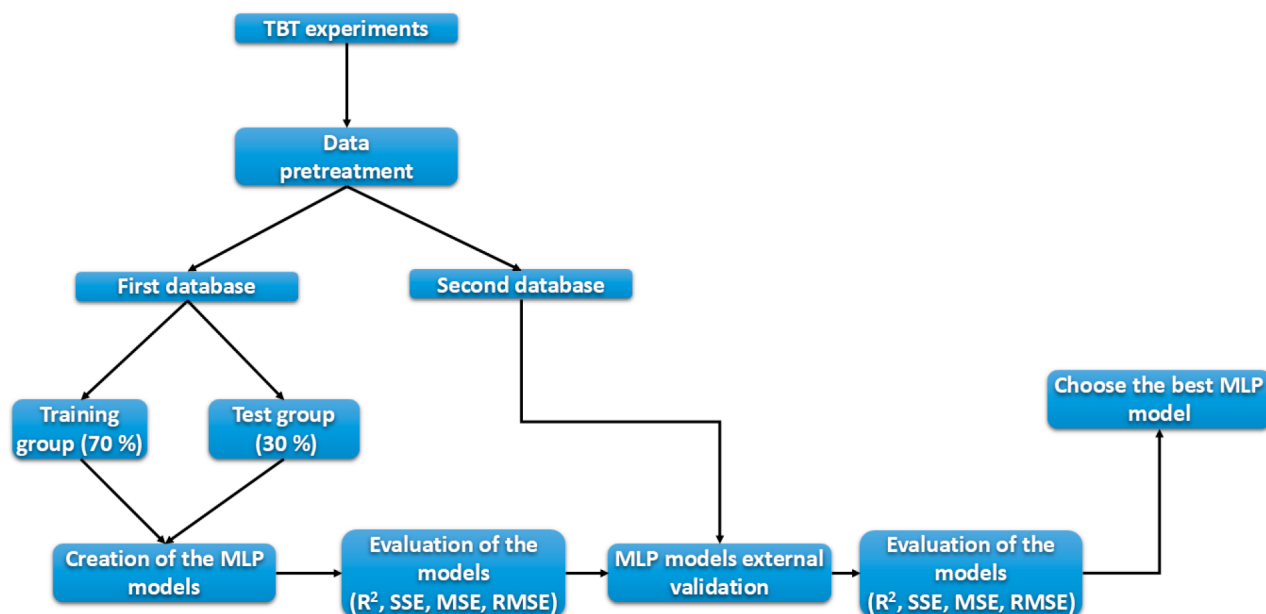 TBT experiments
Data
pretreatment
First database
Second database
Training
group (70 %)
Test group
(30 %)
Choose the best MLP
model
Creation of the MLP
models
Evaluation of the
models
(R², SSE, MSE, RMSE)
MLP models external
validation
Evaluation of the
models
(R², SSE, MSE, RMSE)